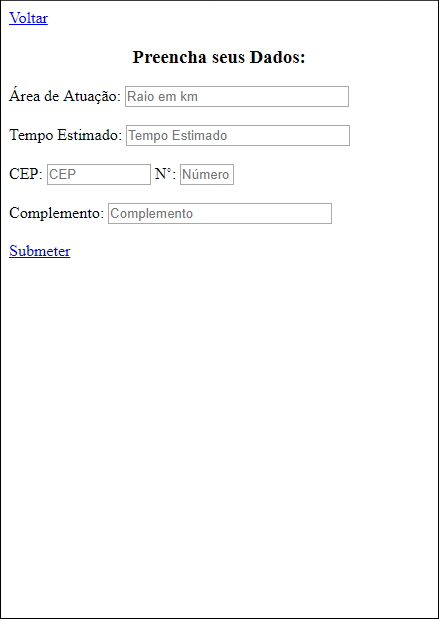 Voltar
Preencha seus Dados:
Área de Atuação: Raio em km
Tempo Estimado: Tempo Estimado
CEP: CEP N°: Número
Complemento: Complemento
Submeter